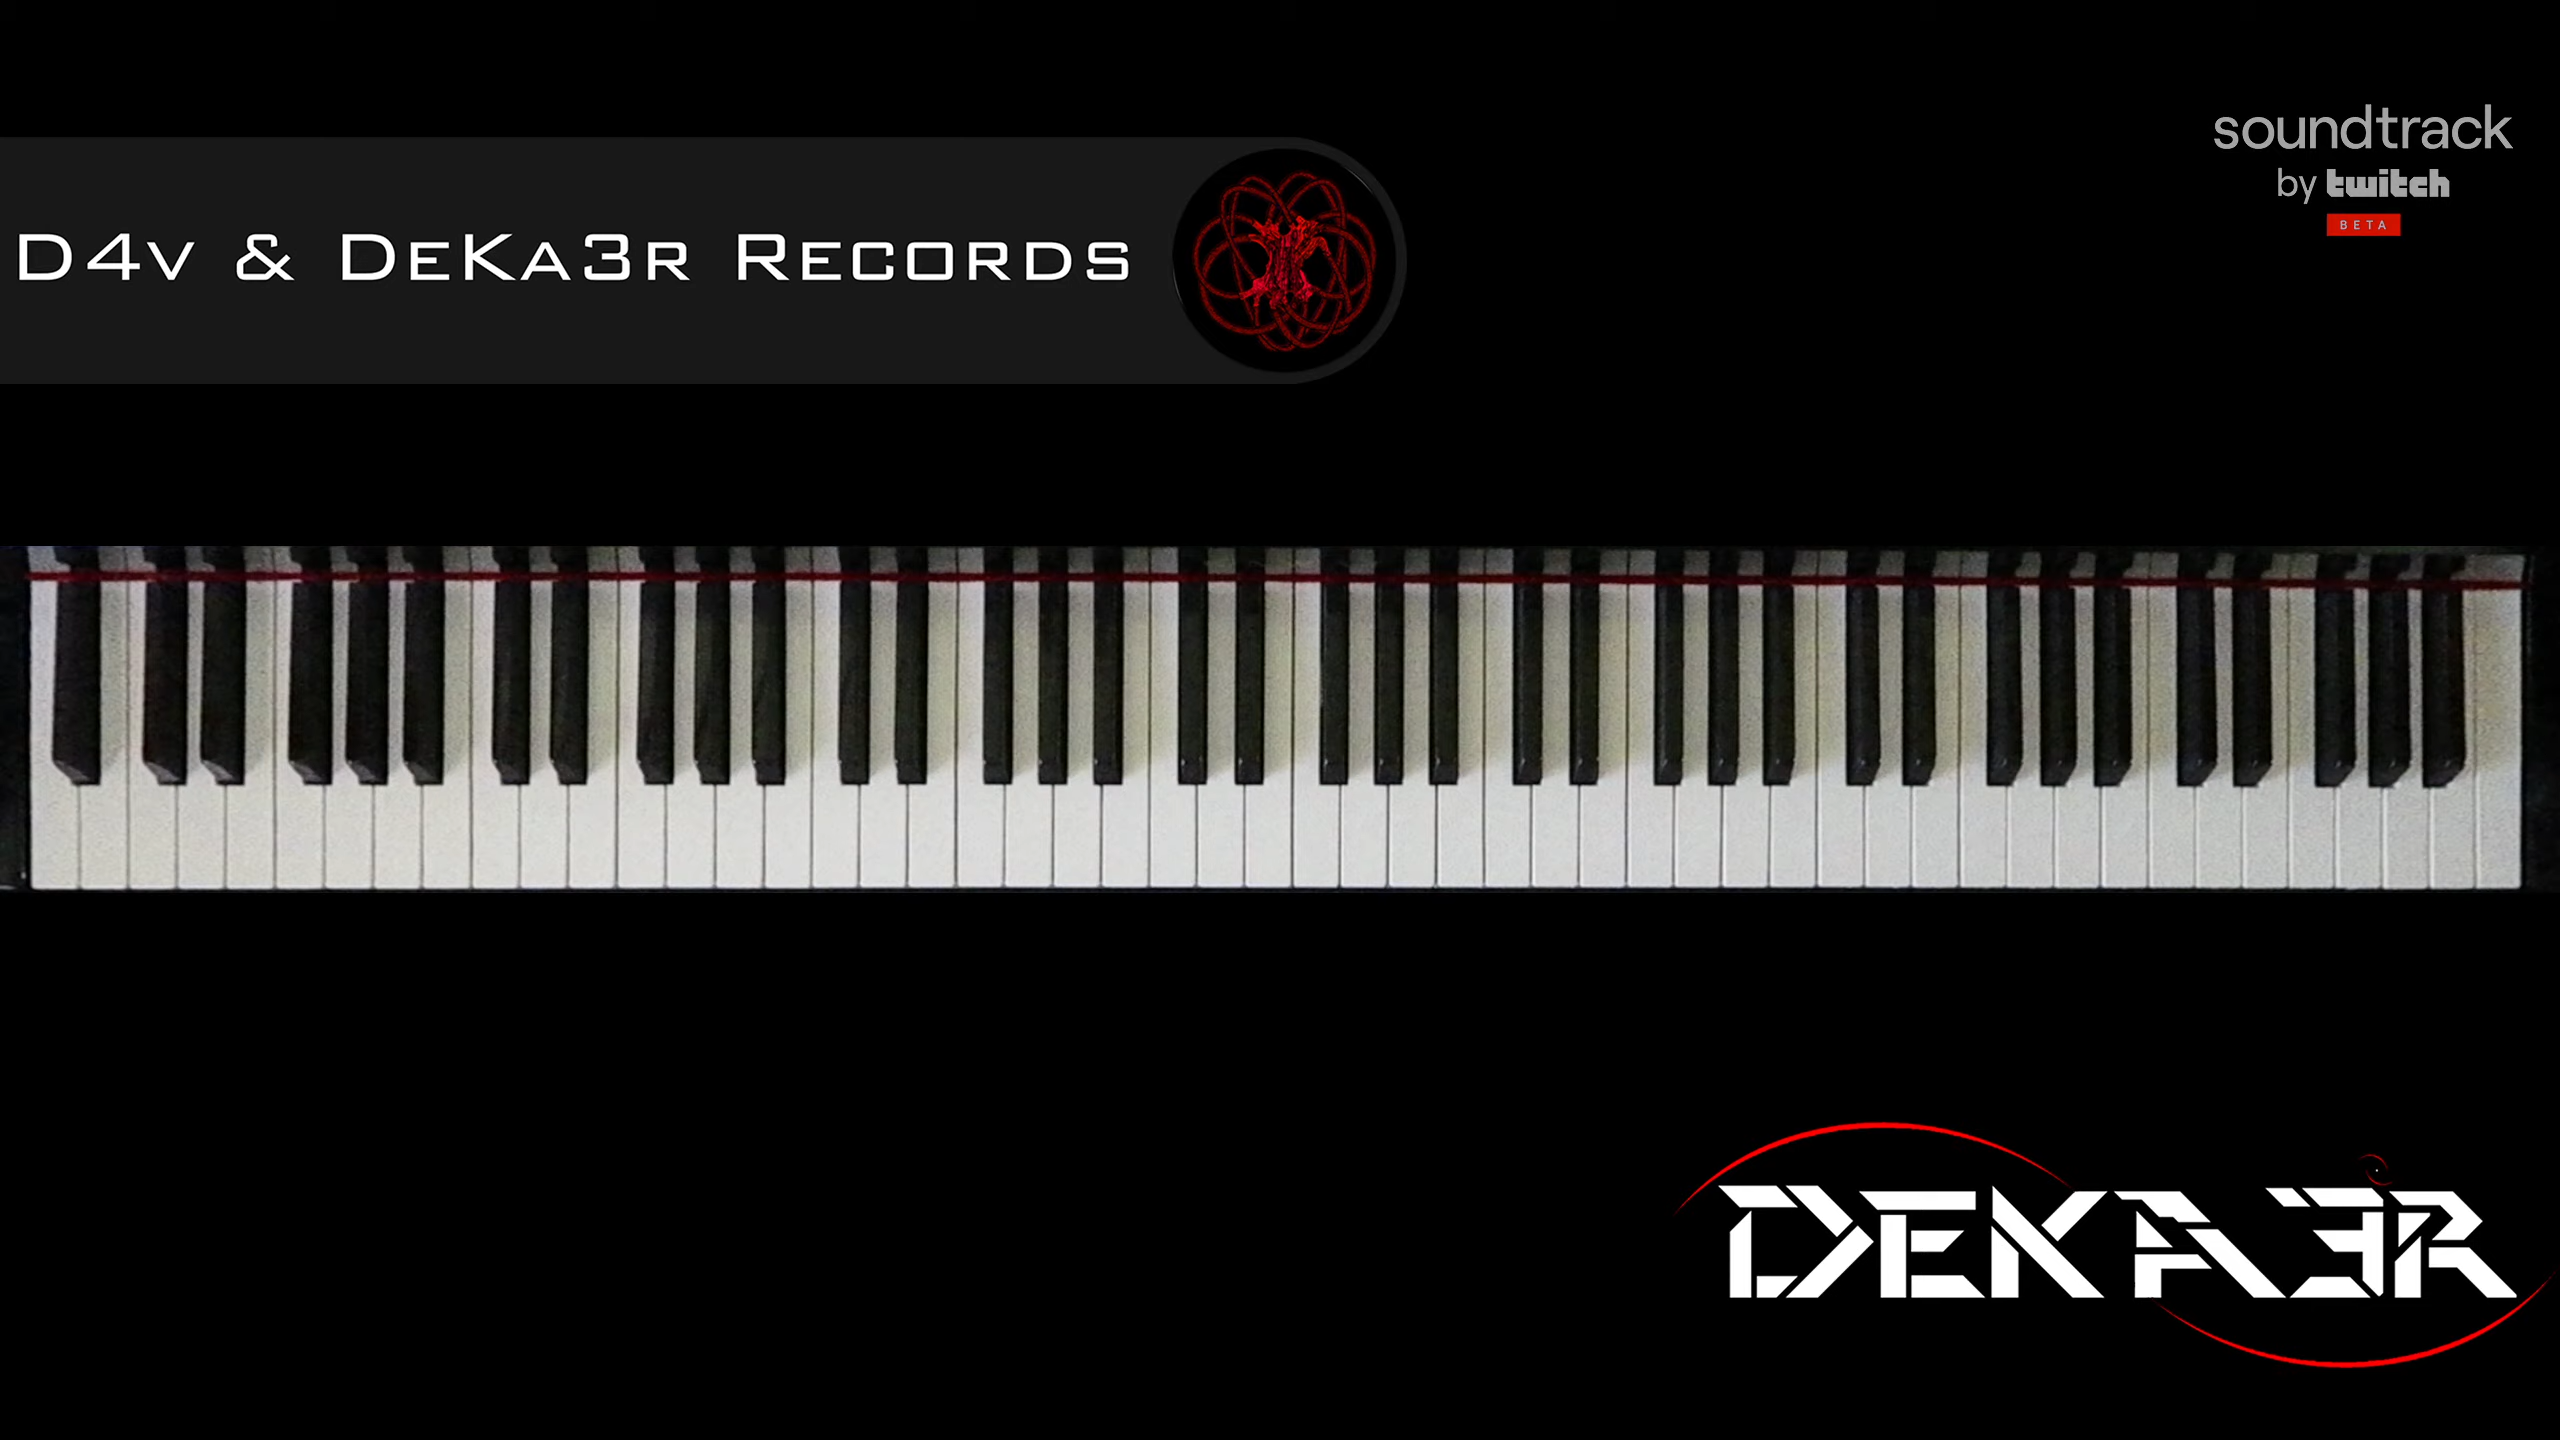 soundtrack
by twitch
BETA
D4v & DeKa3r Records
DEKA3R